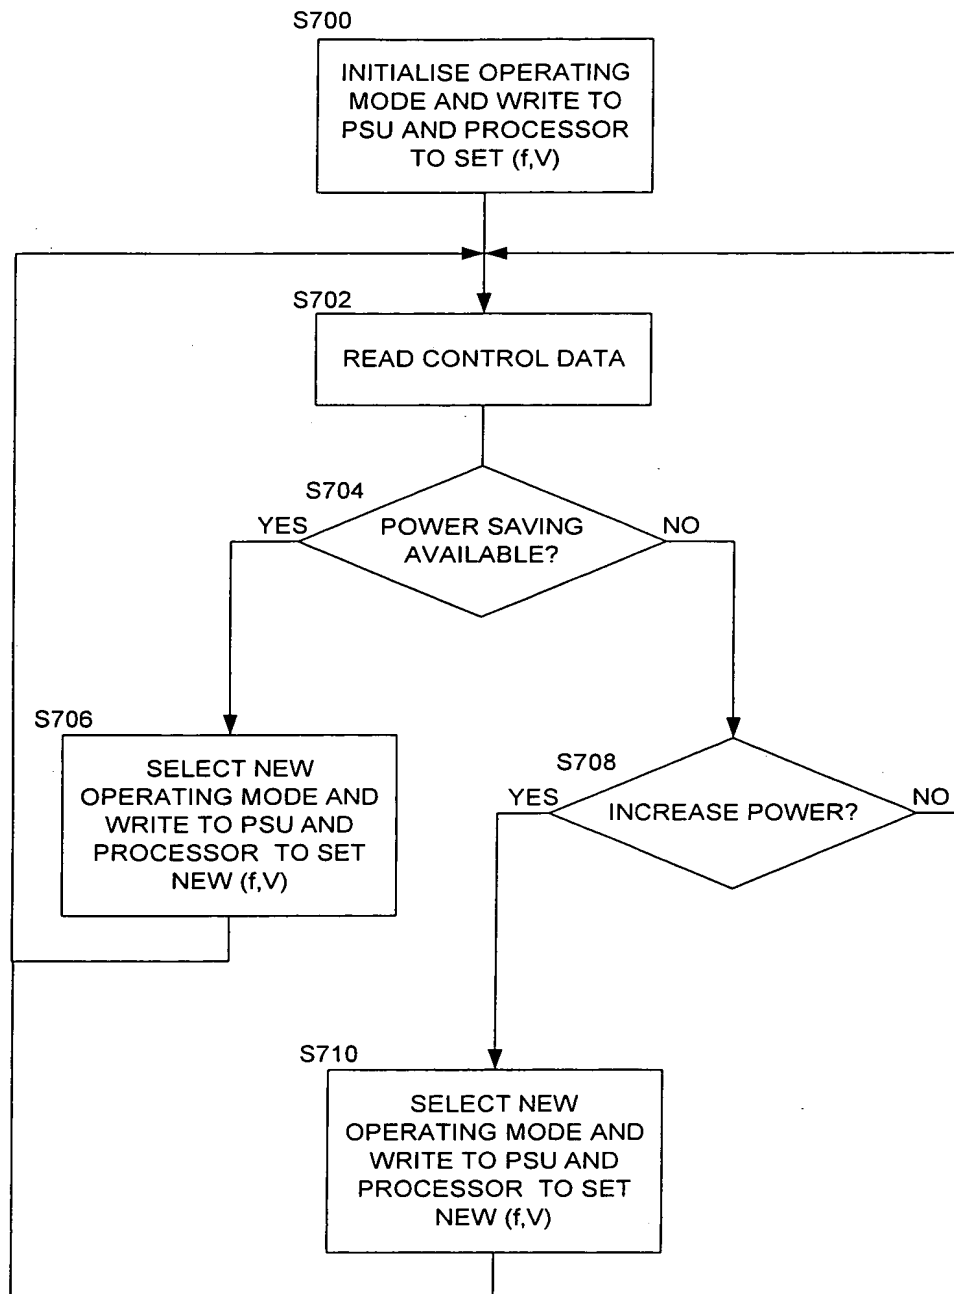 S700
INITIALISE OPERATING
MODE AND WRITE TO
PSU AND PROCESSOR
TO SET (f,V)
S702
READ CONTROL DATA
S704
YES
POWER SAVING
AVAILABLE?
NO
S706
SELECT NEW
OPERATING MODE AND
WRITE TO PSU AND
PROCESSOR TO SET
NEW (f,V)
S708
YES
INCREASE POWER?
NO
S710
SELECT NEW
OPERATING MODE AND
WRITE TO PSU AND
PROCESSOR TO SET
NEW (f,V)